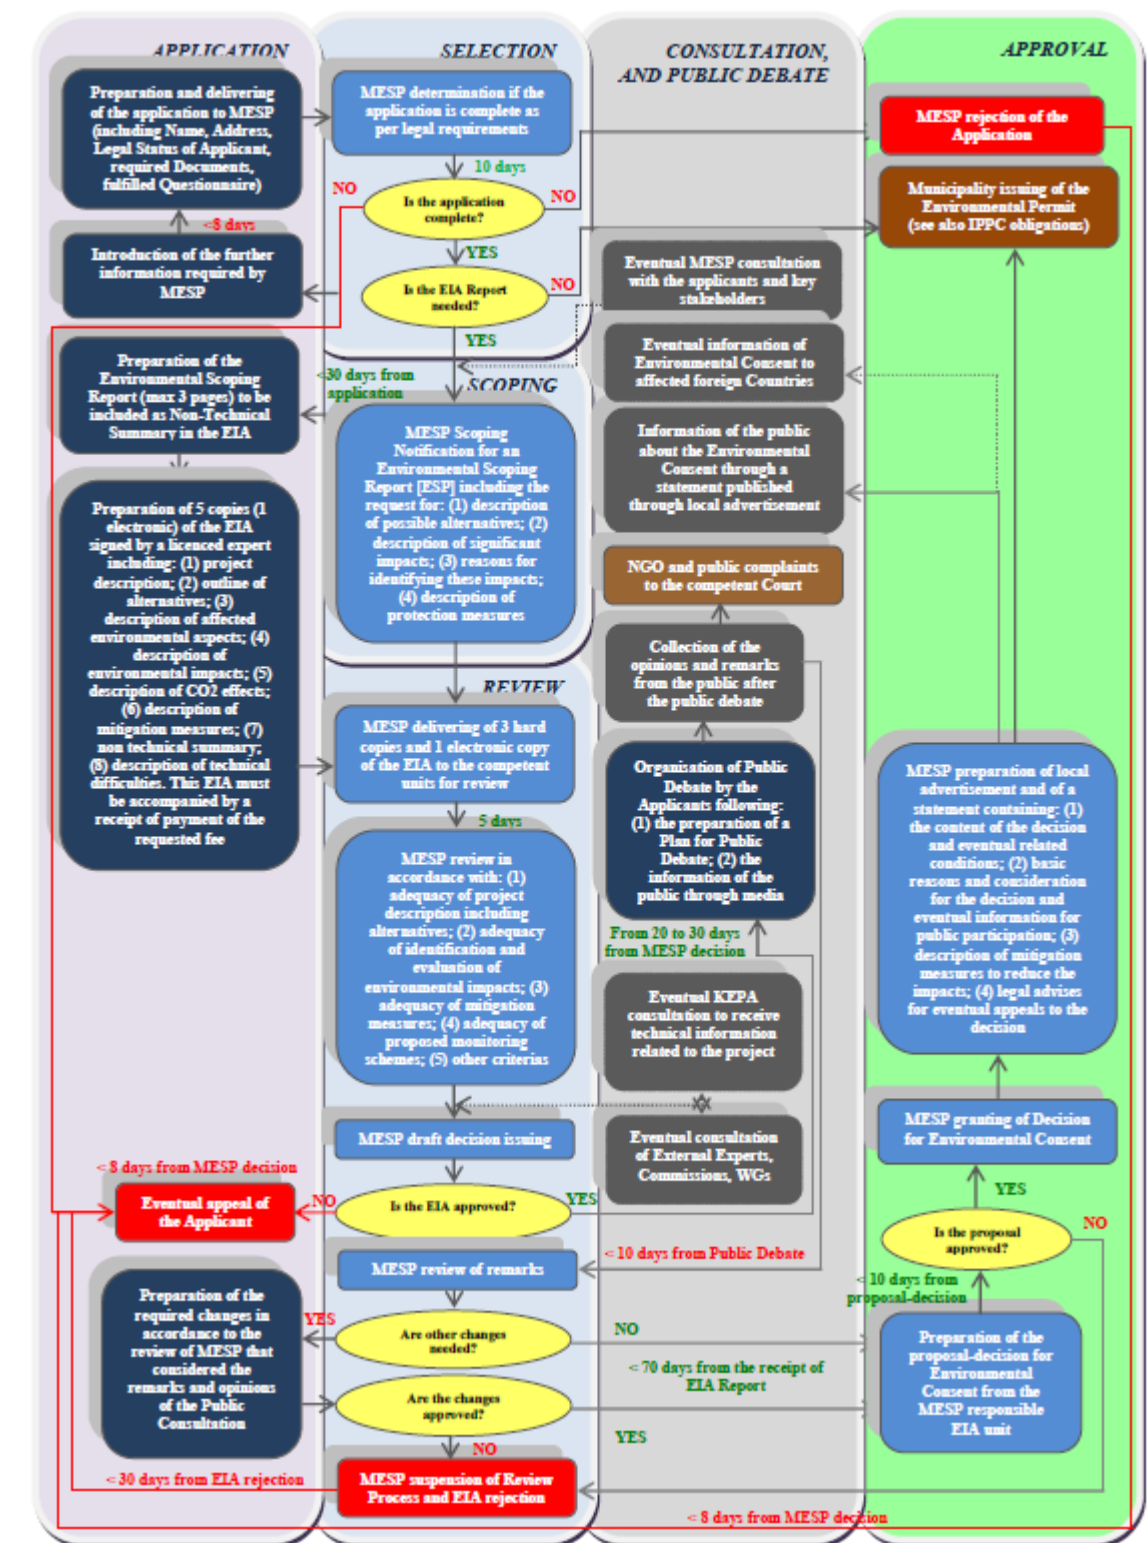 APPLICATION
Preparation and delivering
of the application to MESP
(including Name, Address,
Legal Status of Applicant,
required Documents,
fulfilled Questionnaire)
<8 days
Introduction of the further
information required by
MESP
Preparation of the
Environmental Scoping
Report (max 3 pages) to be
included as Non-Technical
Summary in the EIA
Preparation of 5 copies (1
electronic) of the EIA
signed by a licenced expert
including: (1) project
description; (2) outline of
alternatives; (3)
description of affected
environmental aspects; (4)
description of
environmental impacts; (5)
description of CO2 effects;
(6) description of
mitigation measures; (7)
non technical summary;
(8) description of technical
difficulties. This EIA must
be accompanied by a
receipt of payment of the
requested fee
< 8 days from MESP decision
Eventual appeal of
the Applicant
Preparation of the
required changes in
accordance to the
review of MESP that
considered the
remarks and opinions
of the Public
Consultation
< 30 days from EIA rejection
SELECTION
MESP determination if the
application is complete as
per legal requirements
10 days
NO
Is the application
complete?
NO
YES
Is the EIA Report
needed?
NO
YES
<30 days from
application
SCOPING
MESP Scoping
Notification for an
Environmental Scoping
Report [ESP] including the
request for: (1) description
of possible alternatives; (2)
description of significant
impacts; (3) reasons for
identifying these impacts;
(4) description of
protection measures
REVIEW
MESP delivering of 3 hard
copies and 1 electronic copy
of the EIA to the competent
units for review
5 days
MESP review in
accordance with: (1)
adequacy of project
description including
alternatives; (2) adequacy
of identification and
evaluation of
environmental impacts; (3)
adequacy of mitigation
measures; (4) adequacy of
proposed monitoring
schemes; (5) other criterias
MESP draft decision issuing
NO
Is the EIA approved?
YES
MESP review of remarks
YES
Are other changes
needed?
NO
Are the changes
approved?
YES
NO
MESP suspension of Review
Process and EIA rejection
CONSULTATION,
AND PUBLIC DEBATE
Eventual MESP consultation
with the applicants and key
stakeholders
Eventual information of
Environmental Consent to
affected foreign Countries
Information of the public
about the Environmental
Consent through a
statement published
through local advertisement
NGO and public complaints
to the competent Court
Collection of the
opinions and remarks
from the public after
the public debate
Organisation of Public
Debate by the
Applicants following:
(1) the preparation of a
Plan for Public
Debate; (2) the
information of the
public through media
From 20 to 30 days
from MESP decision
Eventual KEPA
consultation to receive
technical information
related to the project
Eventual consultation
of External Experts,
Commissions, WGs
< 10 days from Public Debate
< 70 days from the receipt of
EIA Report
< 8 days from MESP decision
APPROVAL
MESP rejection of the
Application
Municipality issuing of the
Environmental Permit
(see also IPPC obligations)
MESP preparation of local
advertisement and of a
statement containing: (1)
the content of the decision
and eventual related
conditions; (2) basic
reasons and consideration
for the decision and
eventual information for
public participation; (3)
description of mitigation
measures to reduce the
impacts; (4) legal advises
for eventual appeals to the
decision
MESP granting of Decision
for Environmental Consent
YES
Is the proposal
approved?
NO
< 10 days from
proposal-decision
Preparation of the
proposal-decision for
Environmental
Consent from the
MESP responsible
EIA unit